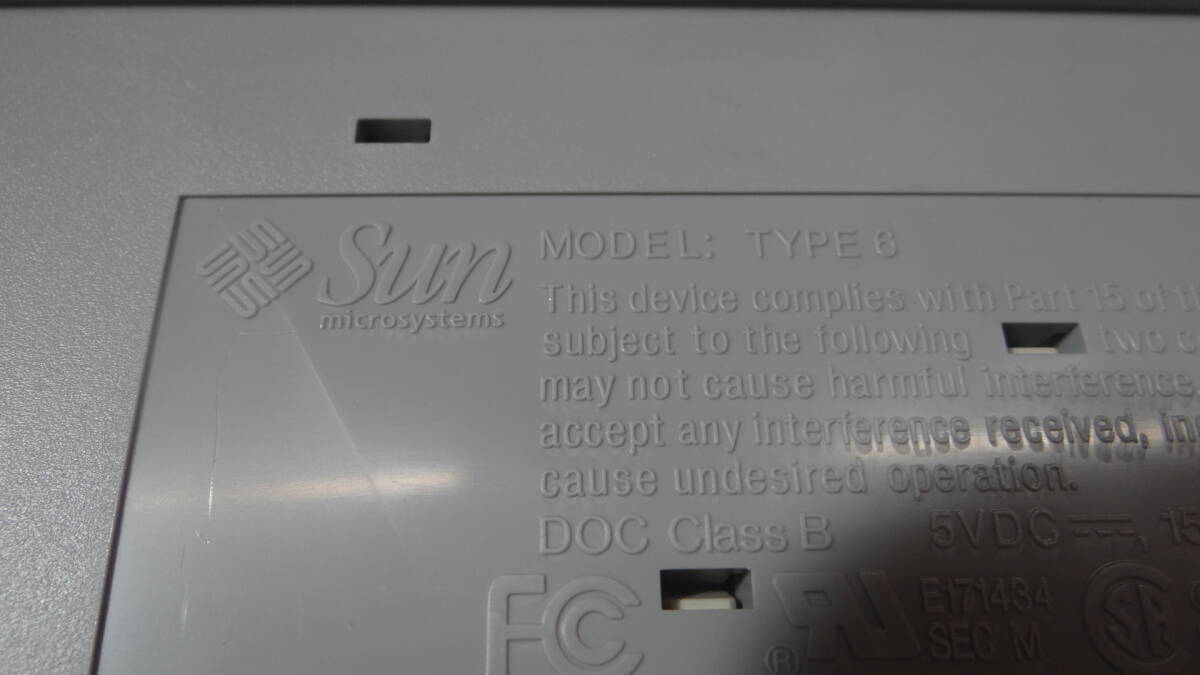 Sun
microsystems
MODEL: TYPE 6
This device complies with Part 15 of
subject to the following two
may not cause harmful interference,
accept any interference received,
cause undesired operation.
DOC Class B 5VDC
FC
® E171434
SEC M